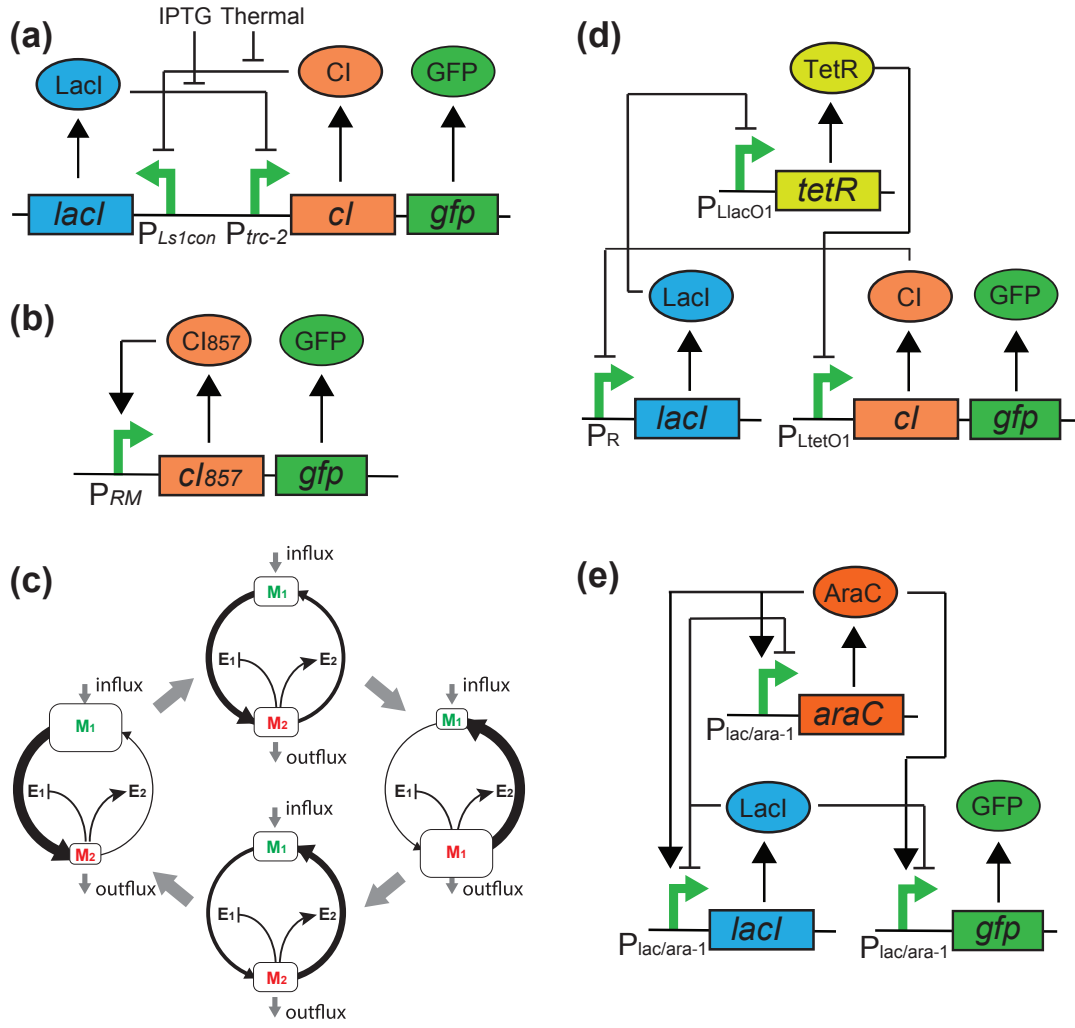 (a)
IPTG Thermal
LacI
CI
GFP
lacI
cI
gfp
PLs1con
Ptrc-2
(b)
CI857
GFP
PRM
cI857
gfp
(c)
influx
M1
E1
E2
M2
outflux
influx
M1
E1
E2
M2
outflux
influx
M1
E1
E2
M1
outflux
influx
M1
E1
E2
M2
outflux
(d)
TetR
PLlacO1
tetR
LacI
CI
GFP
PR
lacI
PLtetO1
cI
gfp
(e)
AraC
Plac/ara-1
araC
LacI
GFP
Plac/ara-1
lacI
Plac/ara-1
gfp